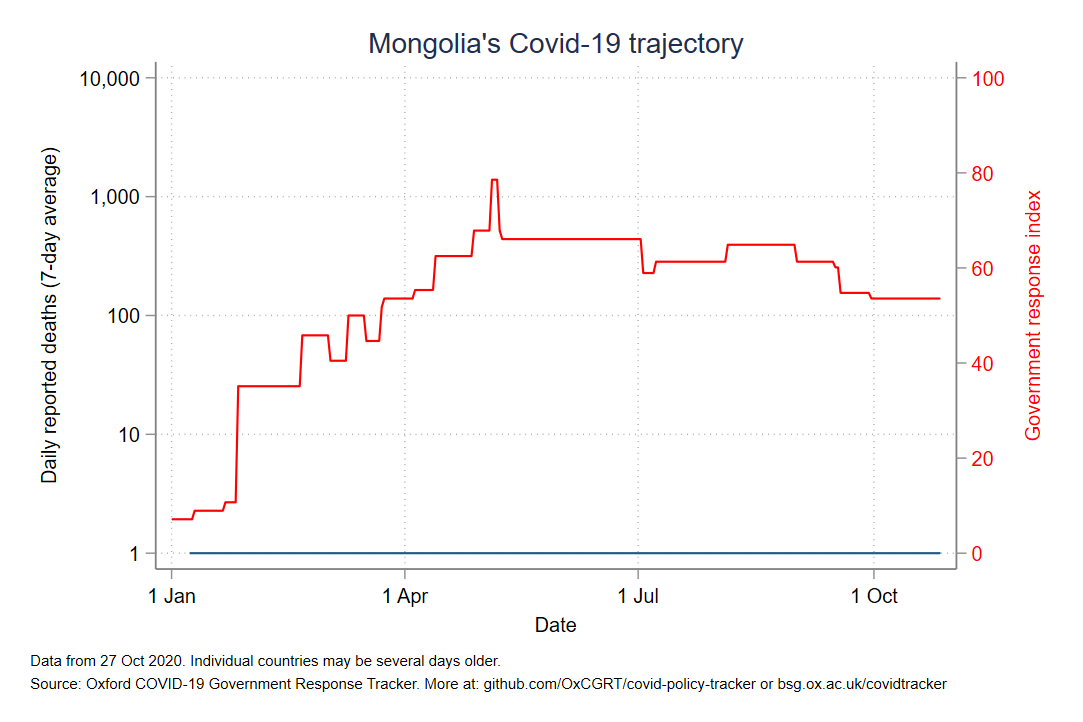 Mongolia's Covid-19 trajectory
10,000
1,000
100
10
1
Daily reported deaths (7-day average)
100
80
60
40
20
0
Government response index
1 Jan
1 Apr
1 Jul
1 Oct
Date
Data from 27 Oct 2020. Individual countries may be several days older.
Source: Oxford COVID-19 Government Response Tracker. More at: github.com/OxCGRT/covid-policy-tracker or bsg.ox.ac.uk/covidtracker